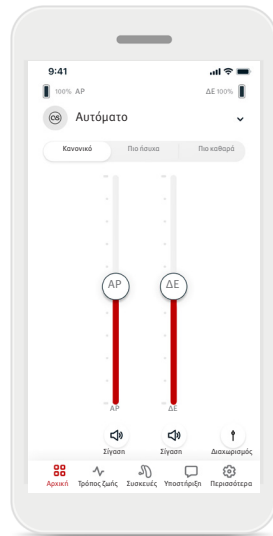 9:41
100% ΑΡ ΔΕ 100%
Αυτόματο
Κανονικό Πιο ήσυχα Πιο καθαρά
ΑΡ ΔΕ
ΑΡ ΔΕ
Σίγαση Σίγαση Διαχωρισμός
Αρχική Τρόπος ζωής Συσκευές Υποστήριξη Περισσότερα